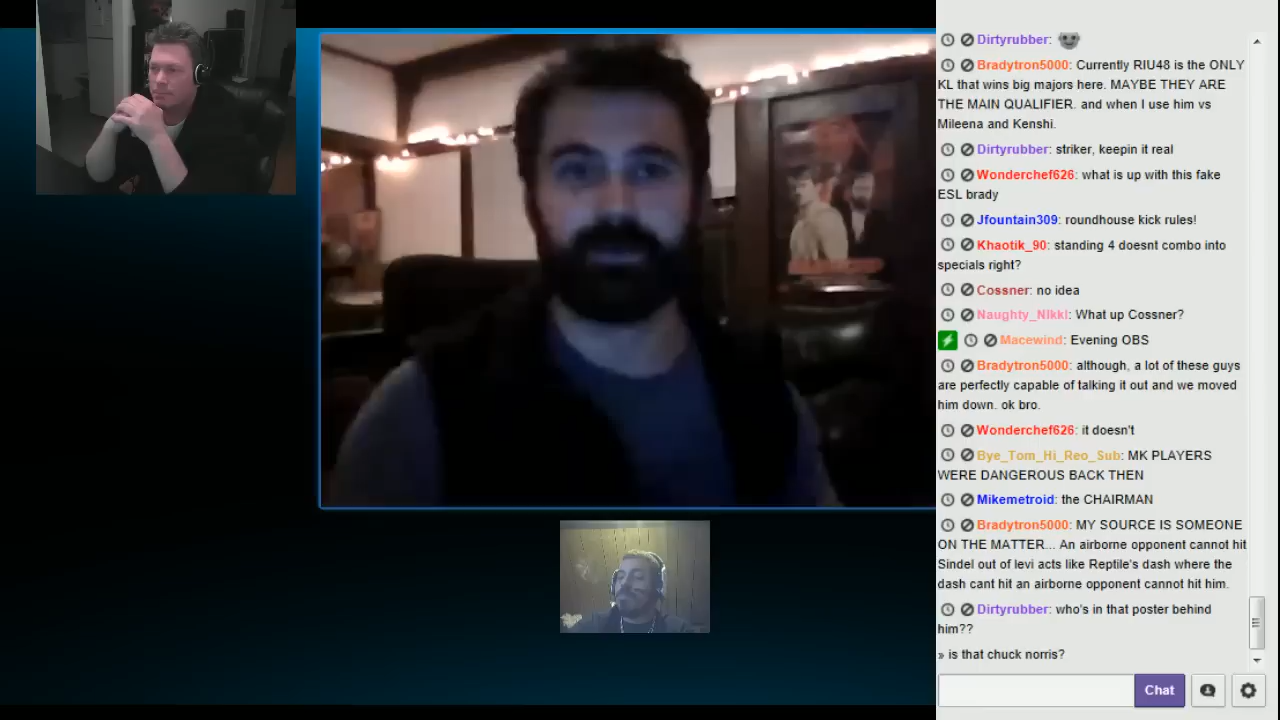 Dirtyrubber:
Bradytron5000: Currently RIU48 is the ONLY
KL that wins big majors here. MAYBE THEY ARE
THE MAIN QUALIFIER. and when I use him vs
Mileena and Kenshi.
Dirtyrubber: striker, keepin it real
Wonderchef626: what is up with this fake
ESL brady
Jfountain309: roundhouse kick rules!
Khaotik_90: standing 4 doesnt combo into
specials right?
Cossner: no idea
Naughty_NIkkI: What up Cossner?
Macewind: Evening OBS
Bradytron5000: although, a lot of these guys
are perfectly capable of talking it out and we moved
him down. ok bro.
Wonderchef626: it doesn't
Bye_Tom_Hi_Reo_Sub: MK PLAYERS
WERE DANGEROUS BACK THEN
Mikemetroid: the CHAIRMAN
Bradytron5000: MY SOURCE IS SOMEONE
ON THE MATTER... An airborne opponent cannot hit
Sindel out of levi acts like Reptile's dash where the
dash cant hit an airborne opponent cannot hit him.
Dirtyrubber: who's in that poster behind
him??
» is that chuck norris?
Chat